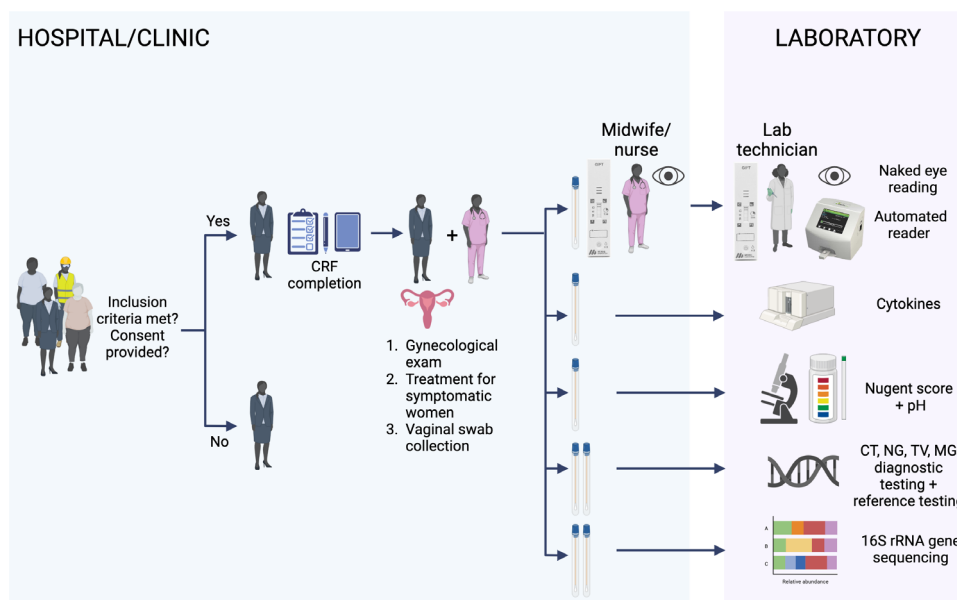 HOSPITAL/CLINIC
LABORATORY
Midwife/
nurse
Lab
technician
GIFT
Naked eye
reading
Automated
reader
Yes
CRF
completion
+
Inclusion
criteria met?
Consent
provided?
Cytokines
1. Gynecological
exam
2. Treatment for
symptomatic
women
3. Vaginal swab
collection
No
Nugent score
+ pH
CT, NG, TV, MG
diagnostic
testing +
reference testing
A
B
C
Relative abundance
16S rRNA gene
sequencing